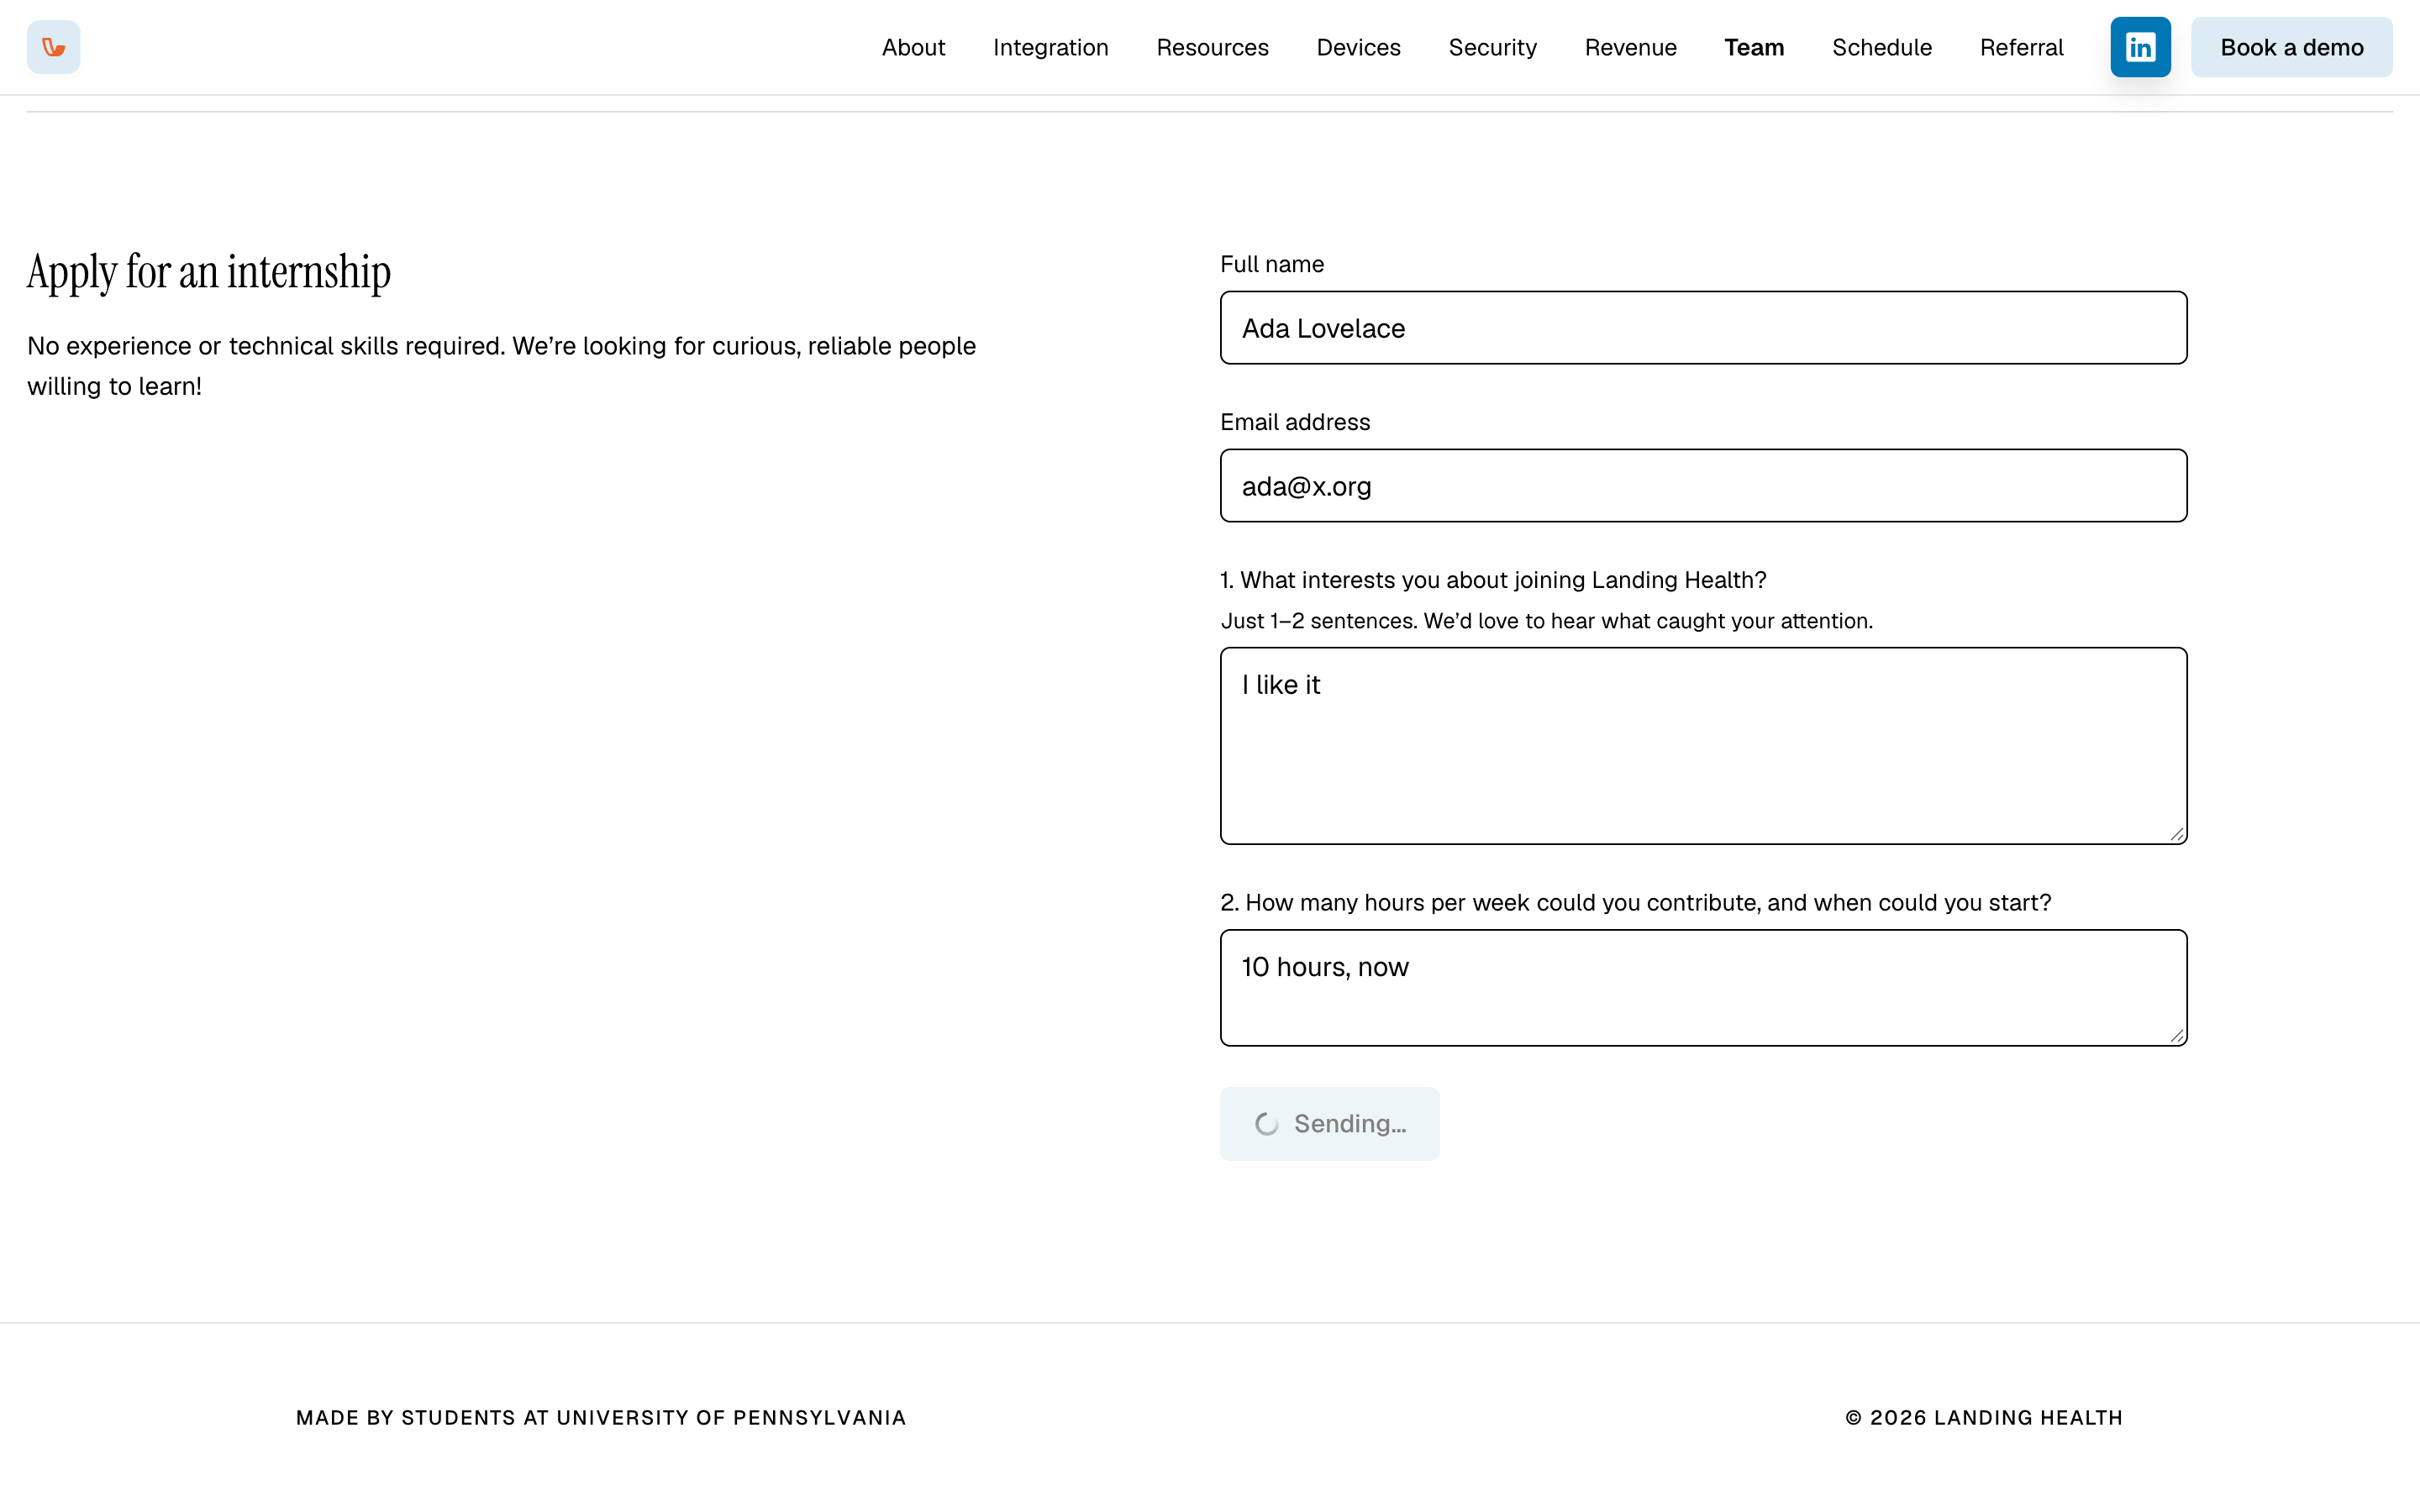 About
Integration
Resources
Devices
Security
Revenue
Team
Schedule
Referral
in
Book a demo
Apply for an internship
No experience or technical skills required. We’re looking for curious, reliable people
willing to learn!
Full name
Ada Lovelace
Email address
ada@x.org
1. What interests you about joining Landing Health?
Just 1–2 sentences. We’d love to hear what caught your attention.
I like it
2. How many hours per week could you contribute, and when could you start?
10 hours, now
Sending…
MADE BY STUDENTS AT UNIVERSITY OF PENNSYLVANIA
© 2026 LANDING HEALTH